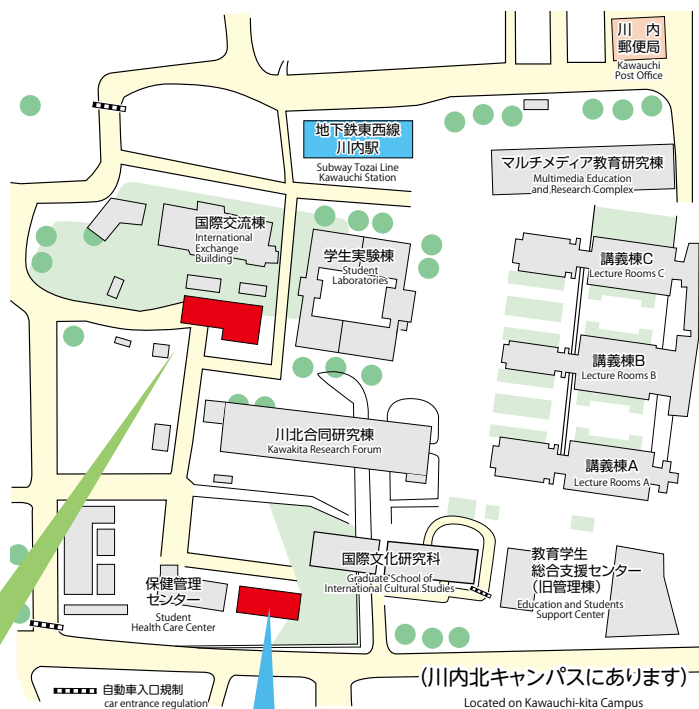 川 内
郵便局
Kawauchi
Post Office
地下鉄東西線
川内駅
Subway Tozai Line
Kawauchi Station
マルチメディア教育研究棟
Multimedia Education
and Research Complex
国際交流棟
International
Exchange
Building
学生実験棟
Student
Laboratories
講義棟C
Lecture Rooms C
講義棟B
Lecture Rooms B
川北合同研究棟
Kawakita Research Forum
講義棟A
Lecture Rooms A
国際文化研究科
Graduate School of
International Cultural Studies
教育学生
総合支援センター
(旧管理棟)
Education and Students
Support Center
保健管理
センター
Student
Health Care Center
(川内北キャンパスにあります)
Located on Kawauchi-kita Campus
自動車入口規制
car entrance regulation